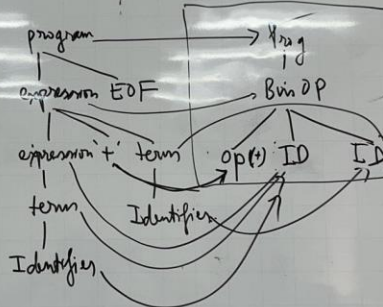 program Prog
expression EOF BinOP
expression '+' term op(+) ID ID
term Identifier
Identifier